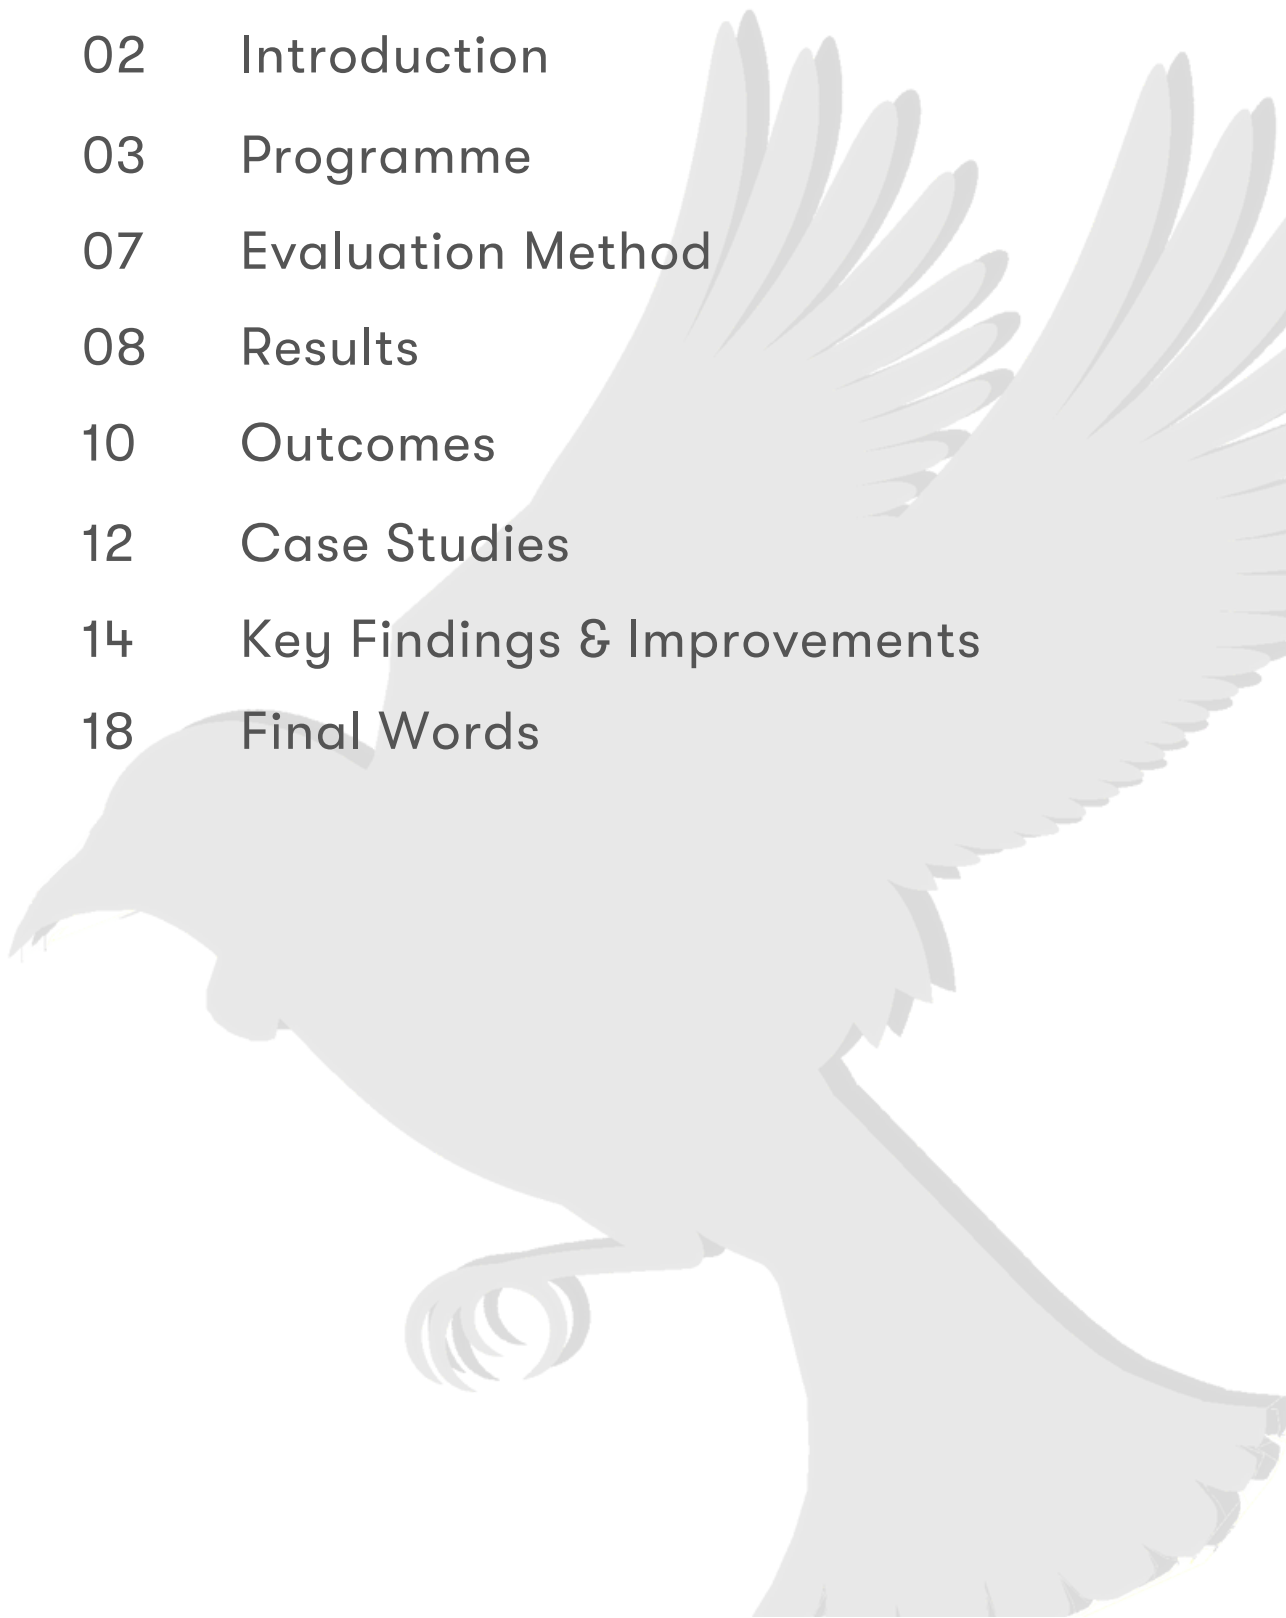 02 Introduction
03 Programme
07 Evaluation Method
08 Results
10 Outcomes
12 Case Studies
14 Key Findings & Improvements
18 Final Words